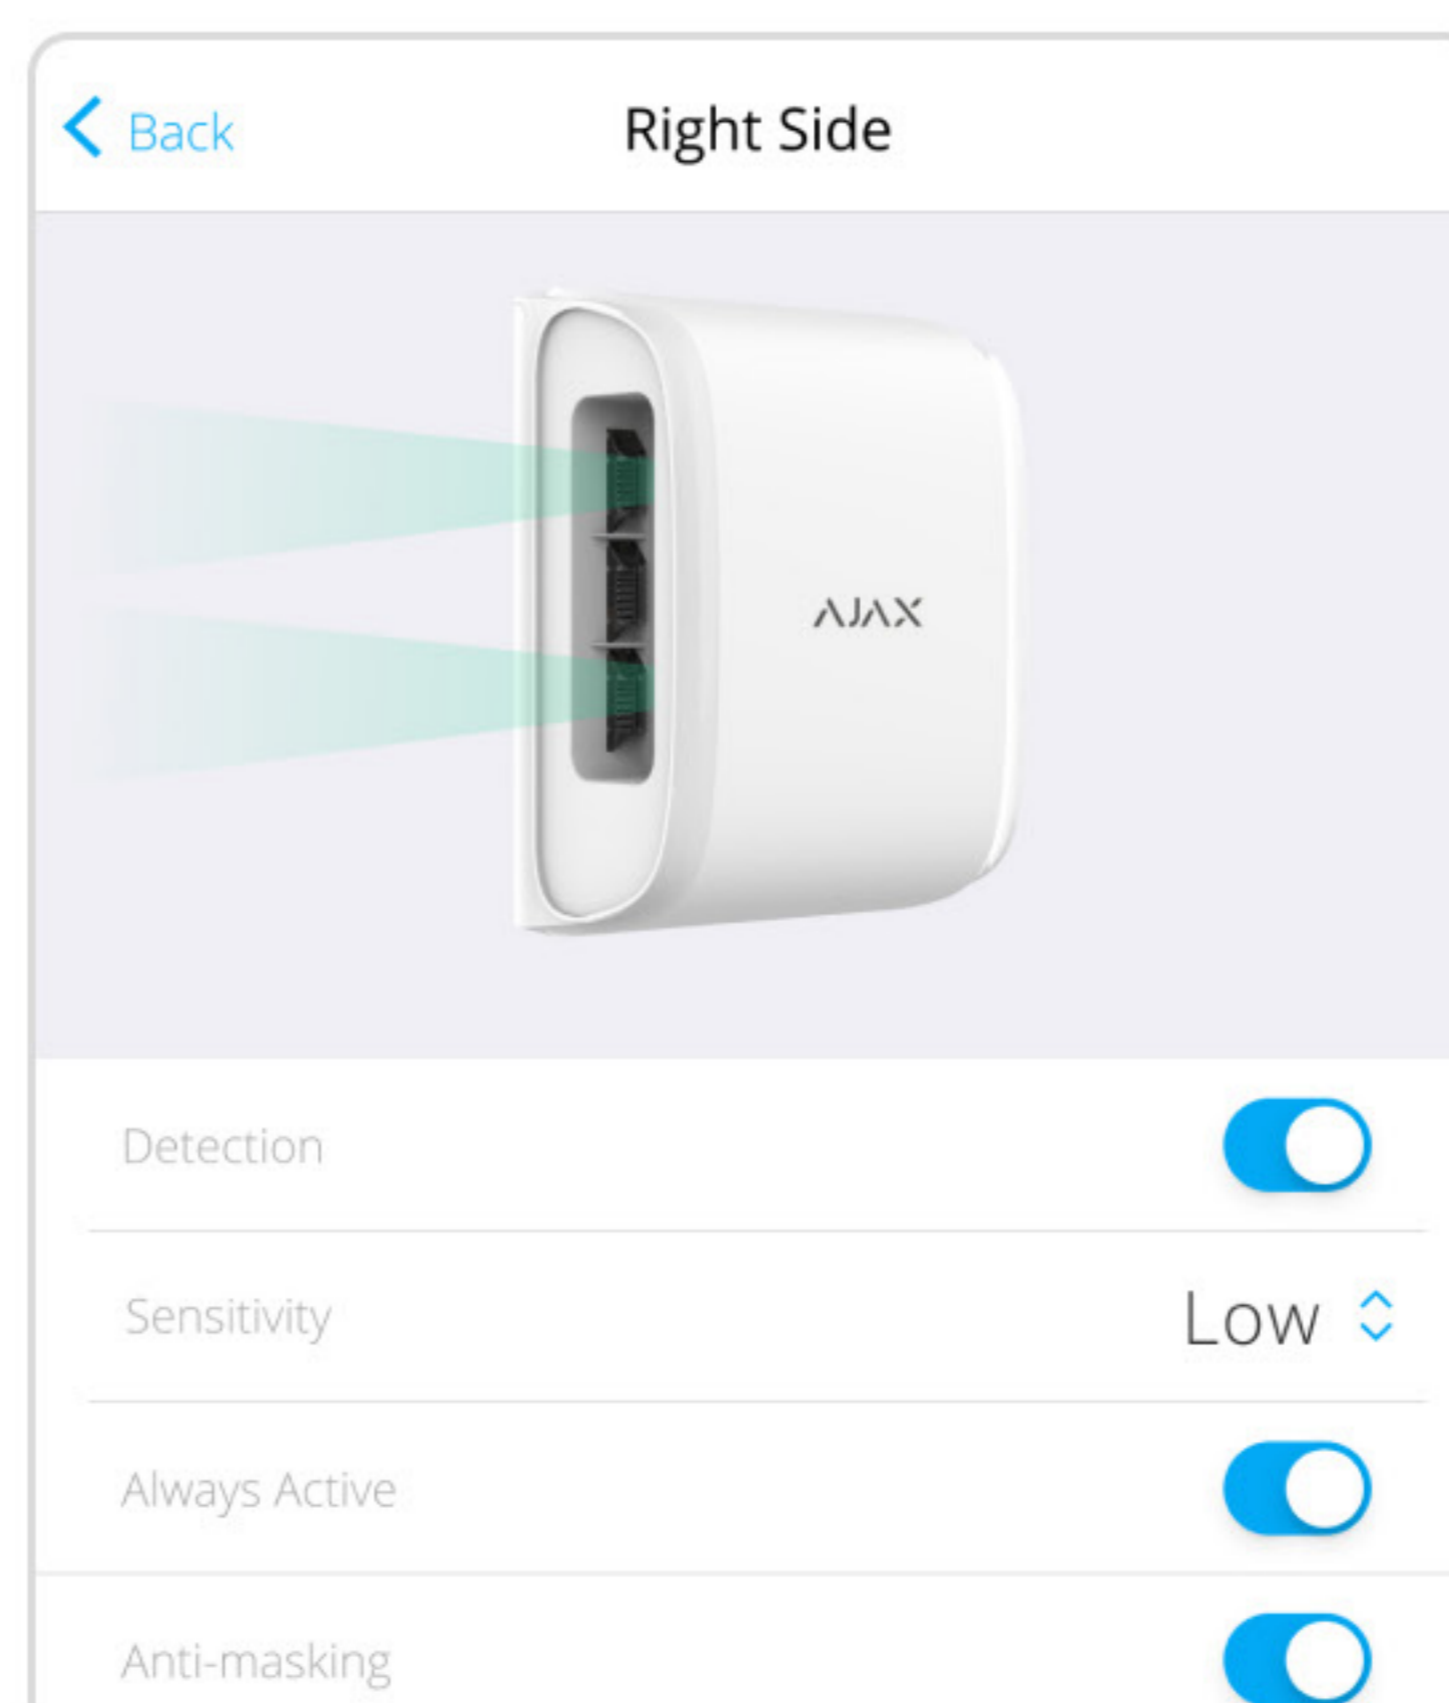 Back
Right Side
AJAX
Detection
Sensitivity
Low
Always Active
Anti-masking